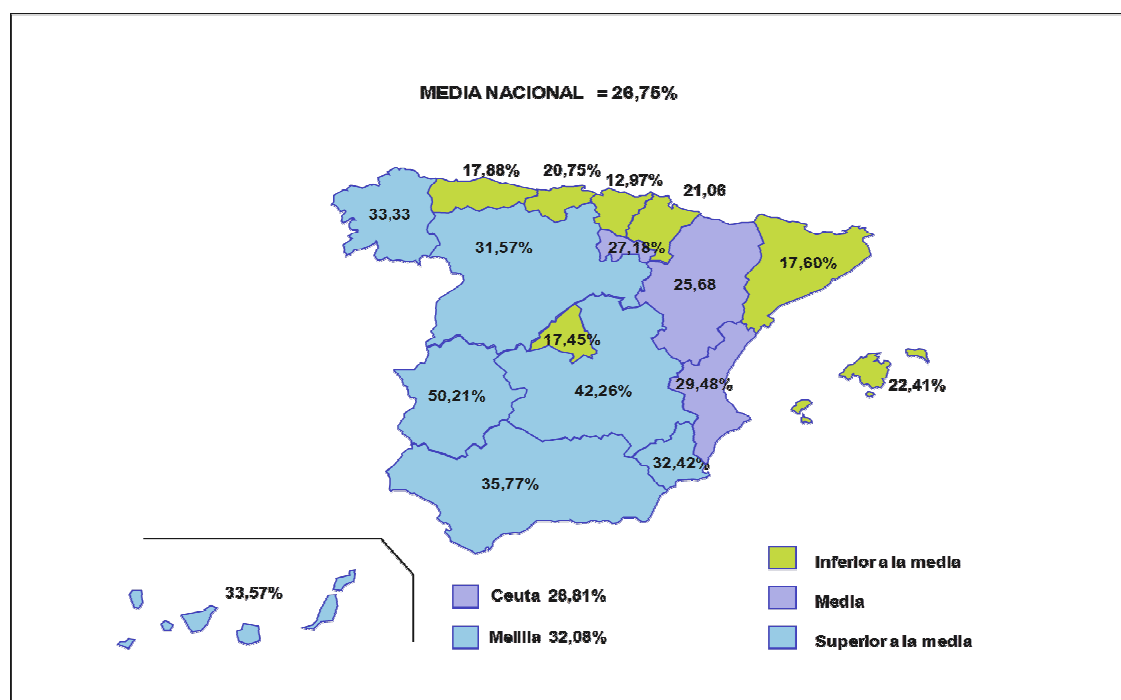 MEDIA NACIONAL = 26,75%
17,88%
20,75%
12,97%
21,06
33,33
31,57%
27,18%
17,60%
25,68
17,45%
22,41%
50,21%
42,26%
29,48%
32,42%
35,77%
33,57%
Ceuta 28,81%
Melilla 32,08%
Inferior a la media
Media
Superior a la media